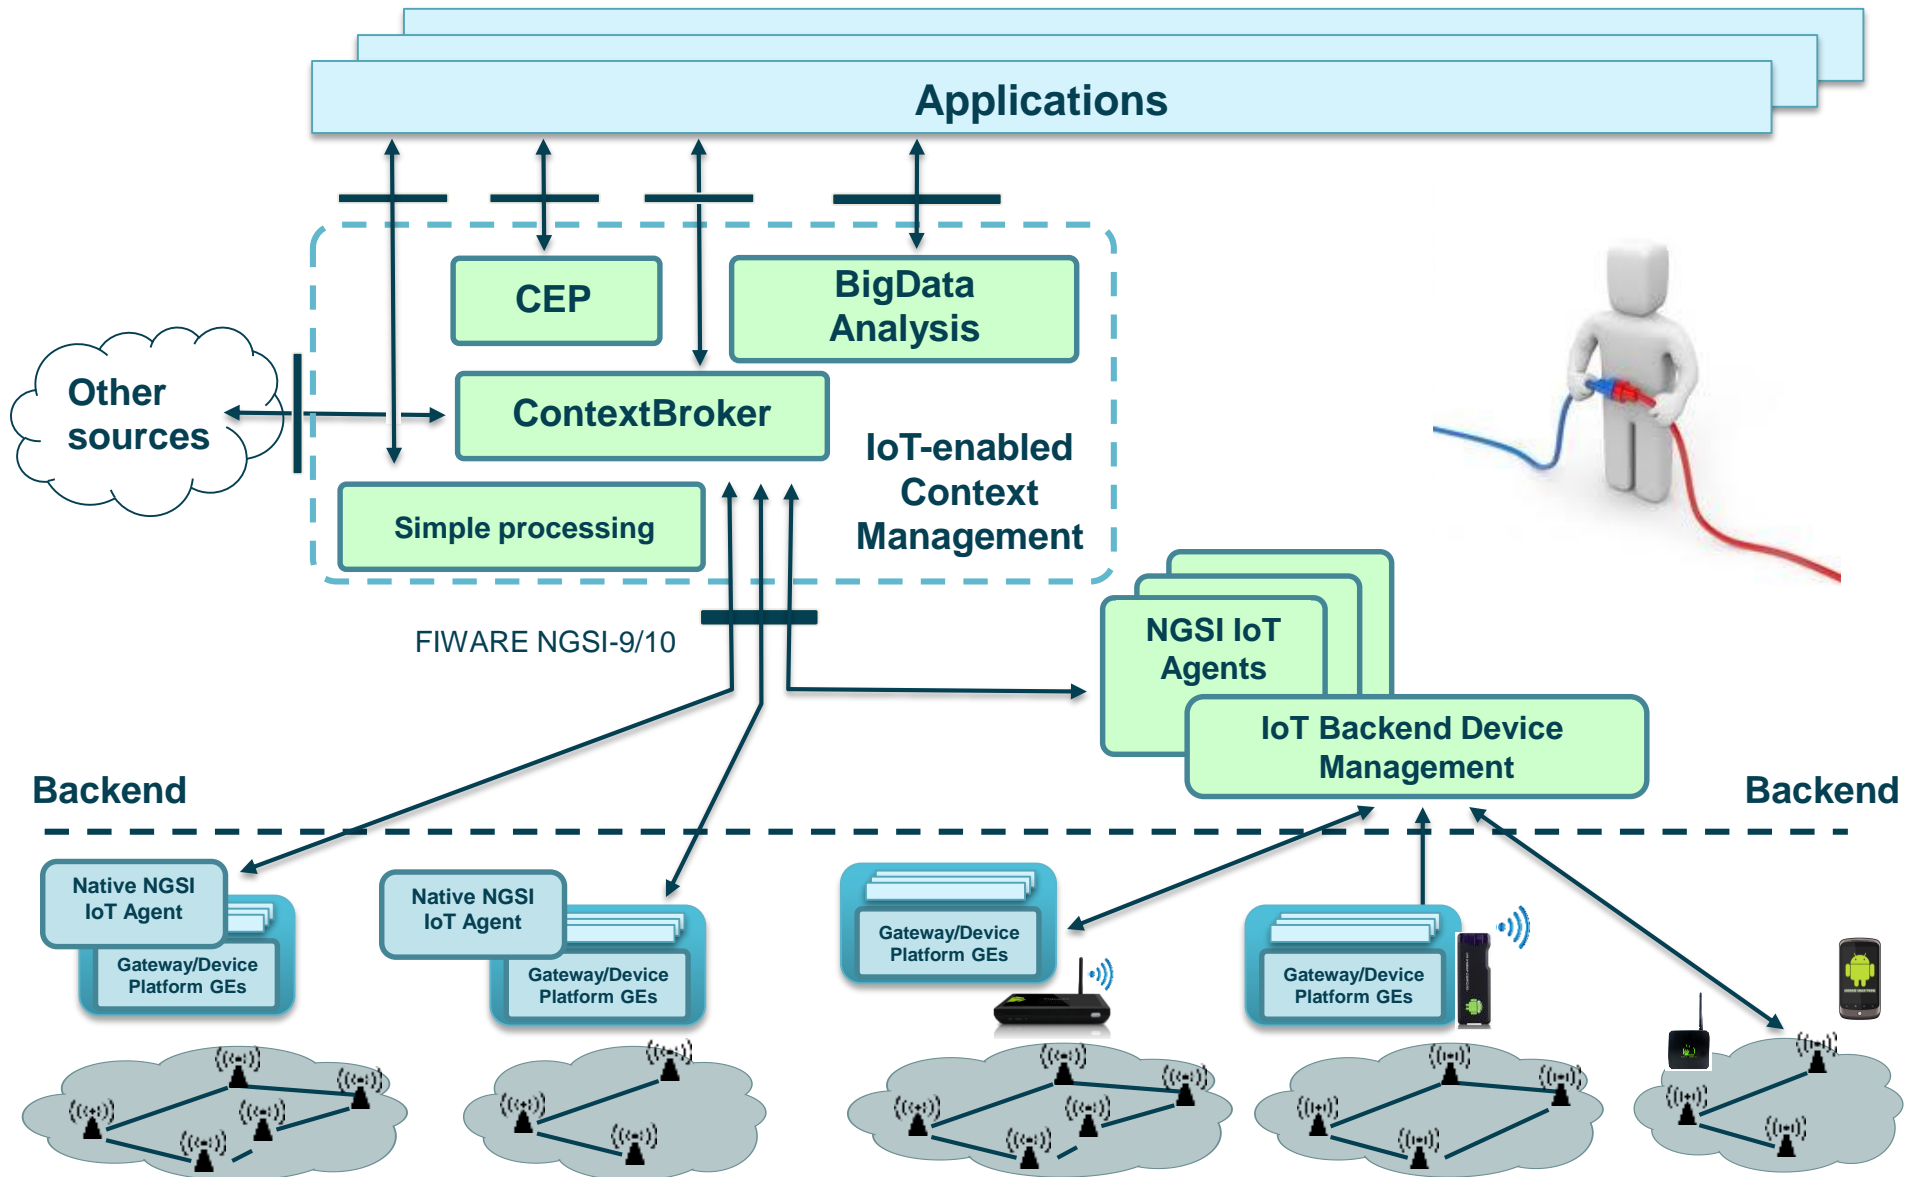 Applications
CEP
BigData
Analysis
Other
sources
ContextBroker
IoT-enabled
Context
Management
Simple processing
FIWARE NGSI-9/10
NGSI IoT
Agents
IoT Backend Device
Management
Backend
Backend
Native NGSI
IoT Agent
Gateway/Device
Platform GEs
Native NGSI
IoT Agent
Gateway/Device
Platform GEs
Gateway/Device
Platform GEs
Gateway/Device
Platform GEs